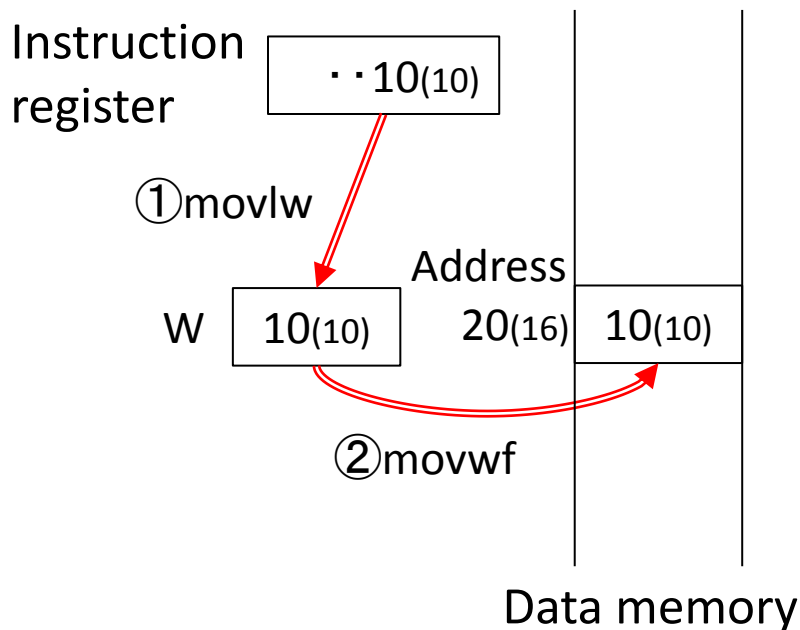 Instruction
register
・・10(10)
①movlw
Address
W
10(10)
20(16)
10(10)
②movwf
Data memory